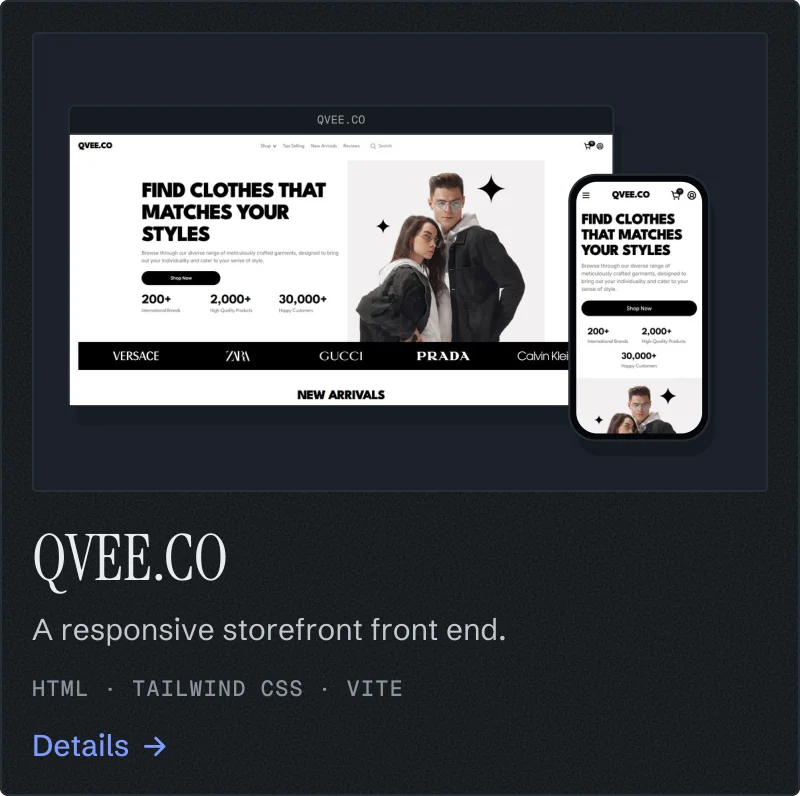 QVEE.CO
QVEE.CO
Shop Top Selling New Arrivals Reviews Search
FIND CLOTHES THAT
MATCHES YOUR
STYLES
Browse through our diverse range of meticulously crafted garments, designed to bring
out your individuality and cater to your sense of style.
Shop Now
200+ 2,000+ 30,000+
International Brands High-Quality Products Happy Customers
VERSACE ZARA GUCCI PRADA Calvin Klei
NEW ARRIVALS
QVEE.CO
FIND CLOTHES
THAT MATCHES
YOUR STYLES
Browse through our diverse range of
meticulously crafted garments, designed to
bring out your individuality and cater to your
sense of style.
Shop Now
200+ 2,000+
International Brands High-Quality Products
30,000+
Happy Customers
QVEE.CO
A responsive storefront front end.
HTML · TAILWIND CSS · VITE
Details →